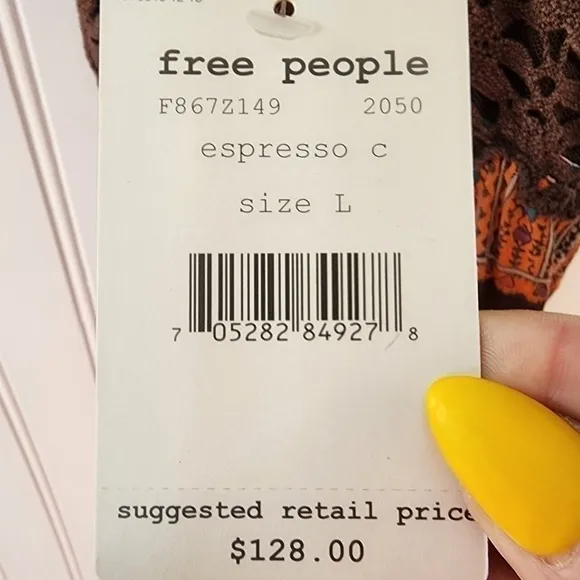 free people
F867Z149 2050
espresso c
size L
7 05282 84927 8
suggested retail price
$128.00